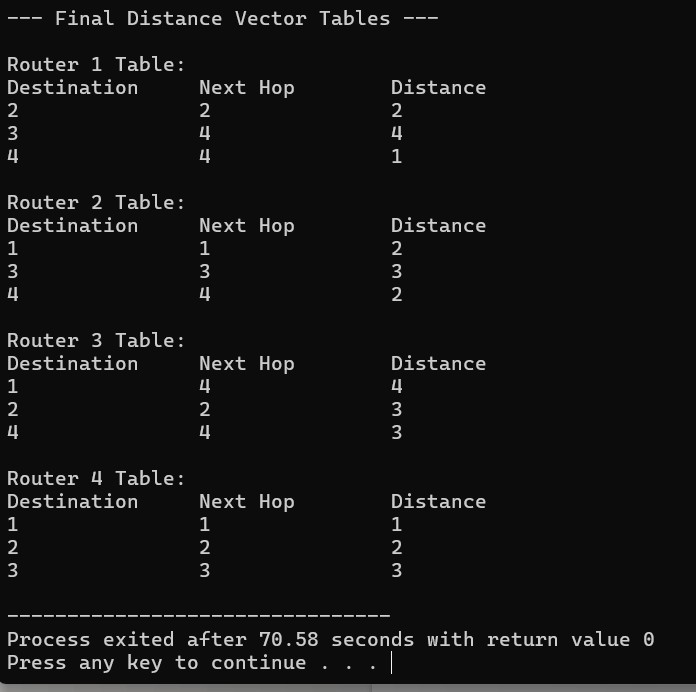 --- Final Distance Vector Tables ---
Router 1 Table:
Destination Next Hop Distance
2 2 2
3 4 4
4 4 1
Router 2 Table:
Destination Next Hop Distance
1 1 2
3 3 3
4 4 2
Router 3 Table:
Destination Next Hop Distance
1 4 4
2 2 3
4 4 3
Router 4 Table:
Destination Next Hop Distance
1 1 1
2 2 2
3 3 3
--------------------------------
Process exited after 70.58 seconds with return value 0
Press any key to continue . . .